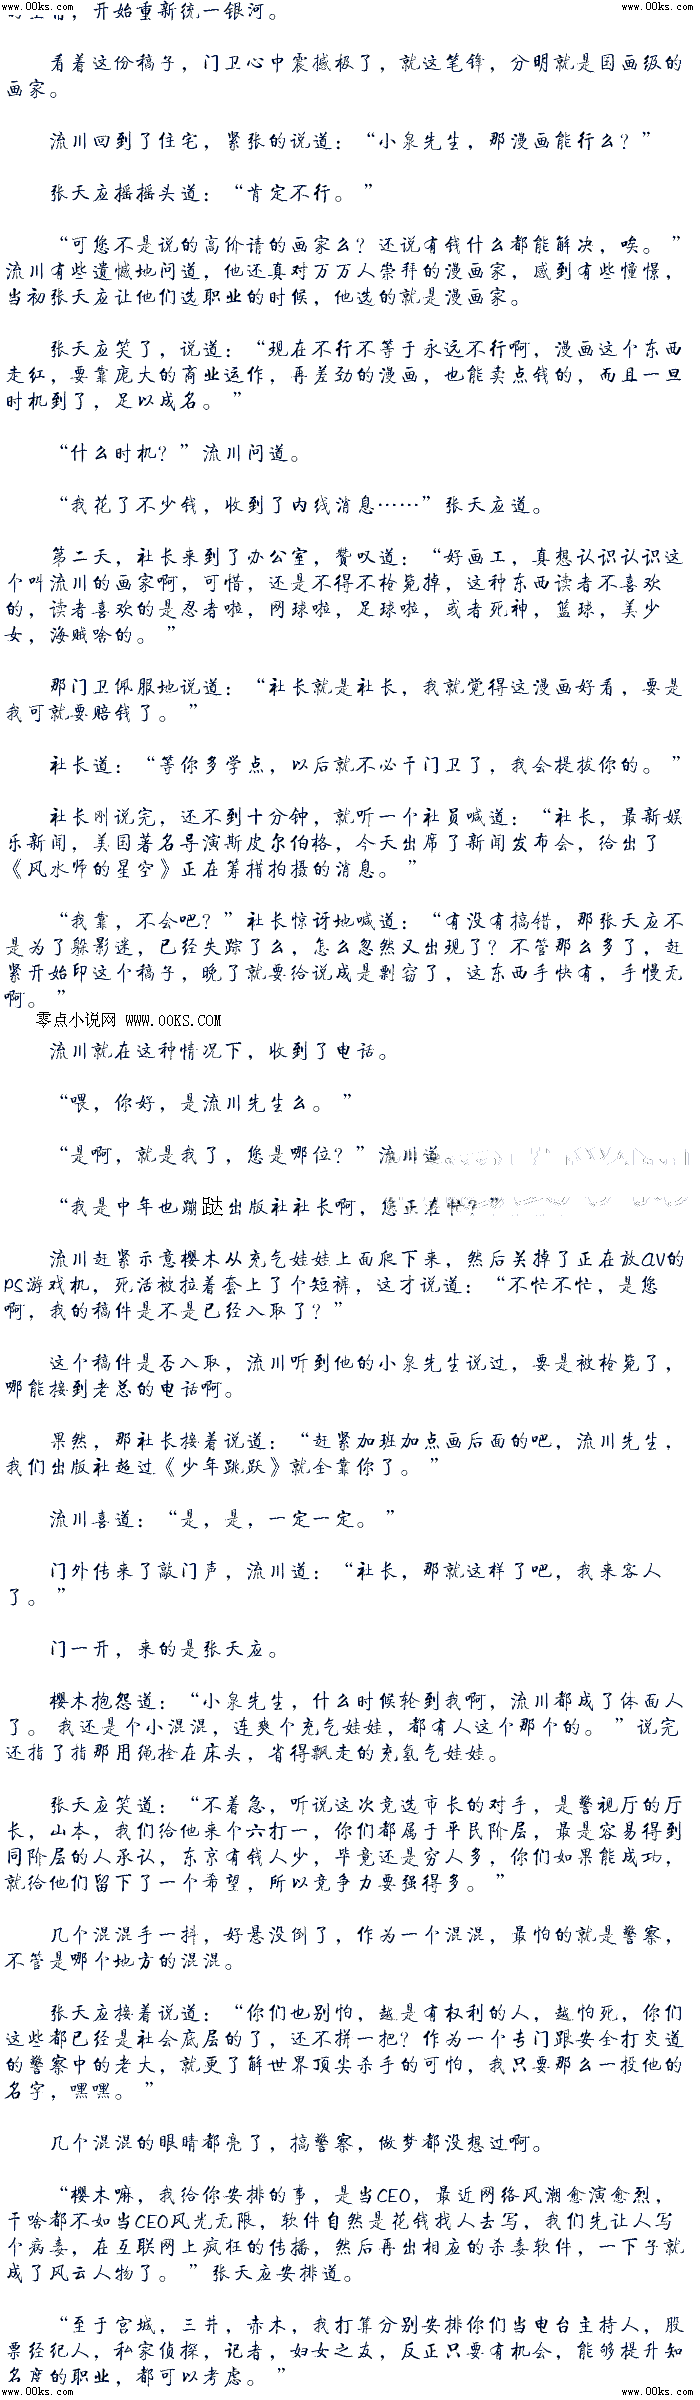 www.00ks.com www.00ks.com
，开始重新统一银河。
看着这份稿子，门卫心中震撼极了，就这笔锋，分明就是国画级的
画家。
流川回到了住宅，紧张的说道：“小泉先生，那漫画能行么？”
张天应摇摇头道：“肯定不行。”
“可您不是说的高价请的画家么？还说有钱什么都能解决，唉。”
流川有些遗憾地问道，他还真对万万人崇拜的漫画家，感到有些憧憬，
当初张天应让他们选职业的时候，他选的就是漫画家。
张天应笑了，说道：“现在不行不等于永远不行啊，漫画这个东西
走红，要靠庞大的商业运作，再差劲的漫画，也能卖点钱的，而且一旦
时机到了，足以成名。”
“什么时机？”流川问道。
“我花了不少钱，收到了内线消息……”张天应道。
第二天，社长来到了办公室，赞叹道：“好画工，真想认识认识这
个叫流川的画家啊，可惜，还是不得不枪毙掉，这种东西读者不喜欢
的，读者喜欢的是忍者啦，网球啦，足球啦，或者死神，篮球，美少
女，海贼啥的。”
那门卫佩服地说道：“社长就是社长，我就觉得这漫画好看，要是
我可就要赔钱了。”
社长道：“等你多学点，以后就不必干门卫了，我会提拔你的。”
社长刚说完，还不到十分钟，就听一个社员喊道：“社长，最新娱
乐新闻，美国著名导演斯皮尔伯格，今天出席了新闻发布会，给出了
《风水师的星空》正在筹措拍摄的消息。”
“我靠，不会吧？”社长惊讶地喊道：“有没有搞错，那张天应不
是为了躲影迷，已经失踪了么，怎么忽然又出现了？不管那么多了，赶
紧开始印这个稿子，晚了就要给说成是剽窃了，这东西手快有，手慢无
啊。”
零点小说网 www.00KS.COM
流川就在这种情况下，收到了电话。
“喂，你好，是流川先生么。”
“是啊，就是我了，您是哪位？”流川道。
“我是中年也蹦跶出版社社长啊，您正在忙？”
流川赶紧示意樱木从充气娃娃上面爬下来，然后关掉了正在放AV的
PS游戏机，死活被拉着套上了个短裤，这才说道：“不忙不忙，是您
啊，我的稿件是不是已经入取了？”
这个稿件是否入取，流川听到他的小泉先生说过，要是被枪毙了，
哪能接到老总的电话啊。
果然，那社长接着说道：“赶紧加班加点画后面的吧，流川先生，
我们出版社超过《少年跳跃》就全靠你了。”
流川喜道：“是，是，一定一定。”
门外传来了敲门声，流川道：“社长，那就这样了吧，我来客人
了。”
门一开，来的是张天应。
樱木抱怨道：“小泉先生，什么时候轮到我啊，流川都成了体面人
了。 我还是个小混混，连爽个充气娃娃，都有人这个那个的。”说完
还指了指那用绳拴在床头，省得飘走的充氢气娃娃。
张天应笑道：“不着急，听说这次竞选市长的对手，是警视厅的厅
长，山本，我们给他来个六打一，你们都属于平民阶层，最是容易得到
同阶层的人承认，东京有钱人少，毕竟还是穷人多，你们如果能成功，
就给他们留下了一个希望，所以竞争力要强得多。”
几个混混手一抖，好悬没倒了，作为一个混混，最怕的就是警察，
不管是哪个地方的混混。
张天应接着说道：“你们也别怕，越是有权利的人，越怕死，你们
这些都已经是社会底层的了，还不拼一把？作为一个专门跟安全打交道
的警察中的老大，就更了解世界顶尖杀手的可怕，我只要那么一投他的
名字，嘿嘿。”
几个混混的眼睛都亮了，搞警察，做梦都没想过啊。
“樱木嘛，我给你安排的事，是当CEO，最近网络风潮愈演愈烈，
干啥都不如当CEO风光无限，软件自然是花钱找人去写，我们先让人写
个病毒，在互联网上疯狂的传播，然后再出相应的杀毒软件，一下子就
成了风云人物了。”张天应安排道。
“至于宫城，三井，赤木，我打算分别安排你们当电台主持人，股
票经纪人，私家侦探，记者，妇女之友，反正只要有机会，能够提升知
名度的职业，都可以考虑。”
www.00ks.com www.00ks.com